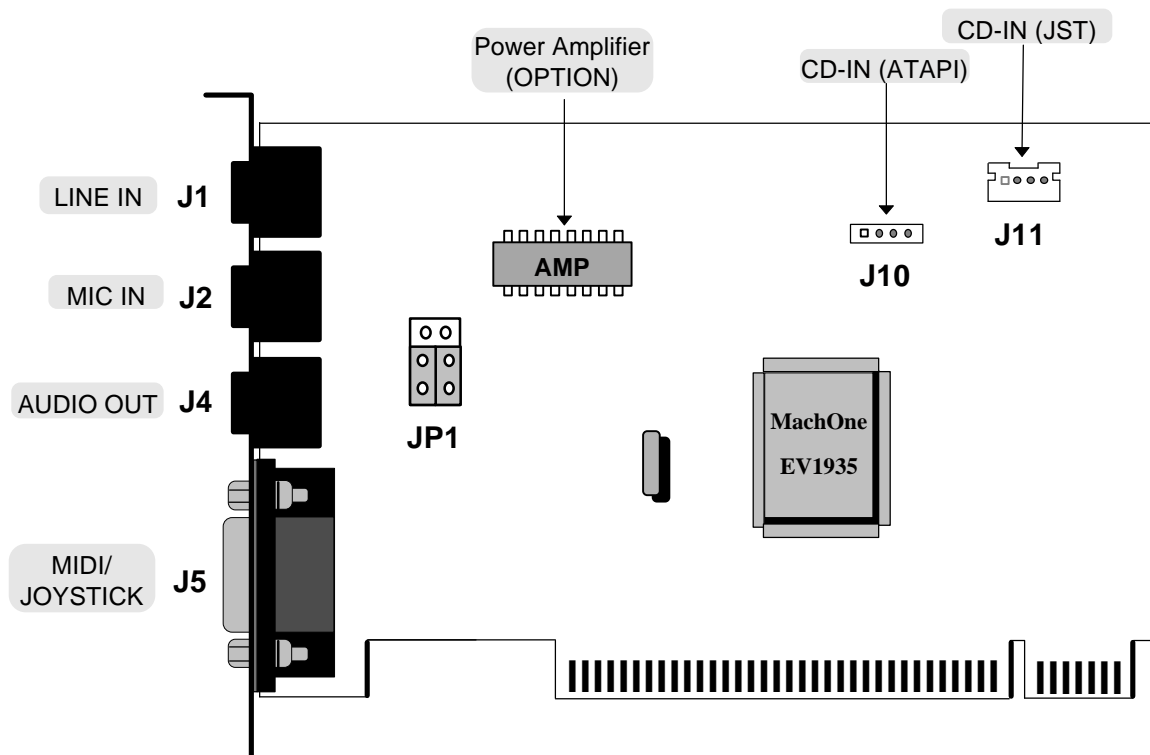 CD-IN (JST)
Power Amplifier
(OPTION)
CD-IN (ATAPI)
LINE IN
J1
J11
AMP
J10
MIC IN
J2
AUDIO OUT
J4
JP1
MachOne
EV1935
MIDI/
JOYSTICK
J5